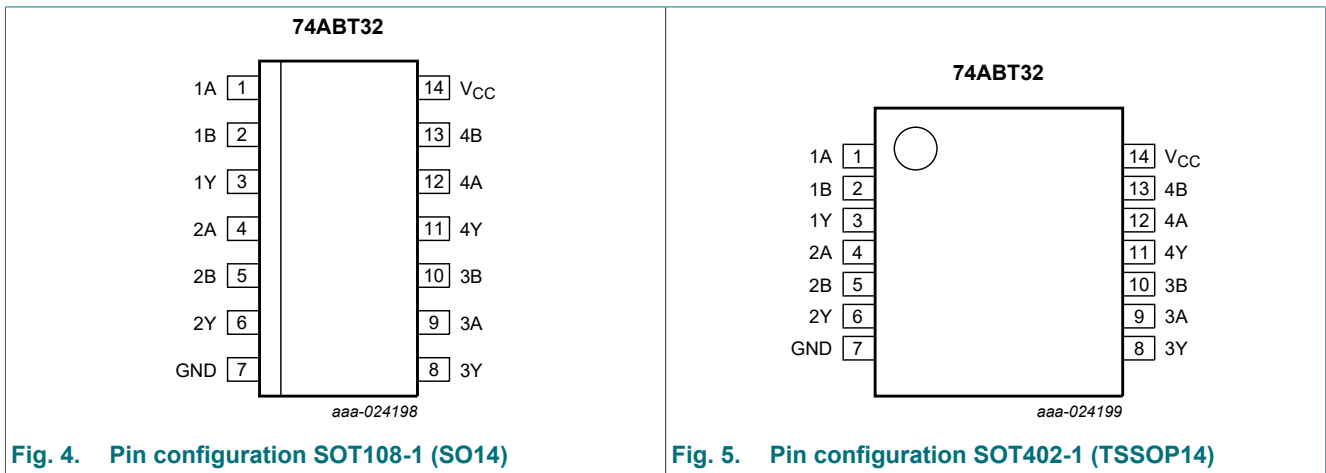 74ABT32
1A 1 14 VCC
1B 2 13 4B
1Y 3 12 4A
2A 4 11 4Y
2B 5 10 3B
2Y 6 9 3A
GND 7 8 3Y
aaa-024198
Fig. 4. Pin configuration SOT108-1 (SO14)
74ABT32
1A 1 14 VCC
1B 2 13 4B
1Y 3 12 4A
2A 4 11 4Y
2B 5 10 3B
2Y 6 9 3A
GND 7 8 3Y
aaa-024199
Fig. 5. Pin configuration SOT402-1 (TSSOP14)